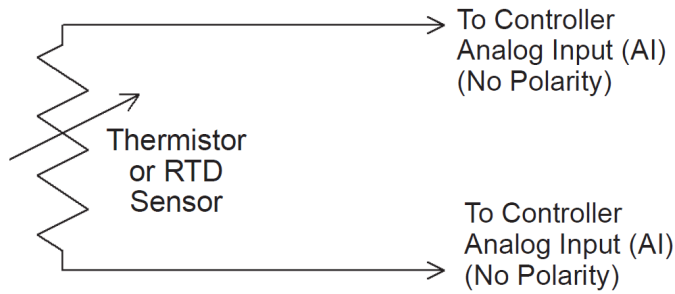 To Controller
Analog Input (AI)
(No Polarity)
Thermistor
or RTD
Sensor
To Controller
Analog Input (AI)
(No Polarity)